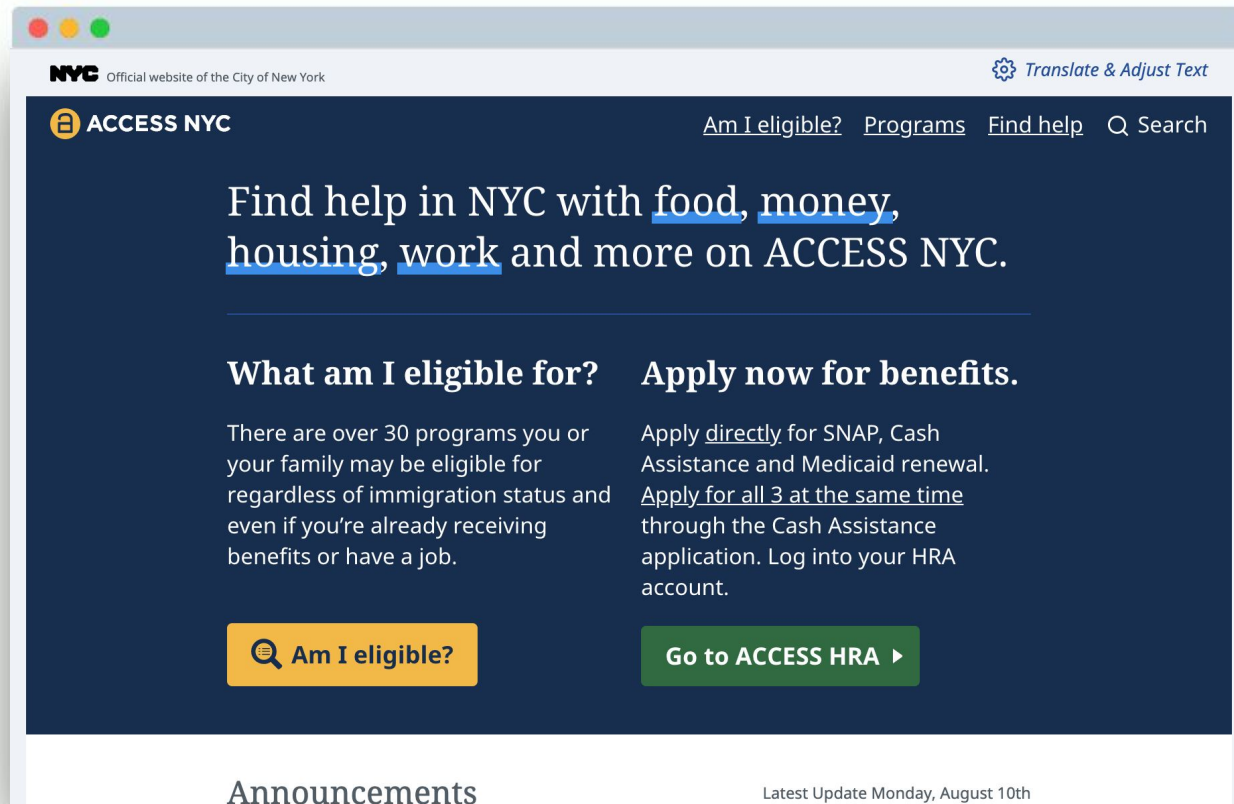 NYC Official website of the City of New York
Translate & Adjust Text
ACCESS NYC
Am I eligible? Programs Find help Search
Find help in NYC with food, money,
housing, work and more on ACCESS NYC.
What am I eligible for?
There are over 30 programs you or
your family may be eligible for
regardless of immigration status and
even if you’re already receiving
benefits or have a job.
Am I eligible?
Apply now for benefits.
Apply directly for SNAP, Cash
Assistance and Medicaid renewal.
Apply for all 3 at the same time
through the Cash Assistance
application. Log into your HRA
account.
Go to ACCESS HRA
Announcements
Latest Update Monday, August 10th